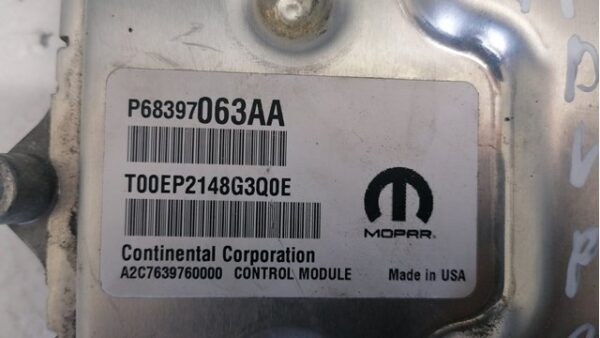 P68397063AA
T00EP2148G3Q0E
MOPAR.
Continental Corporation
A2C7639760000 CONTROL MODULE Made in USA